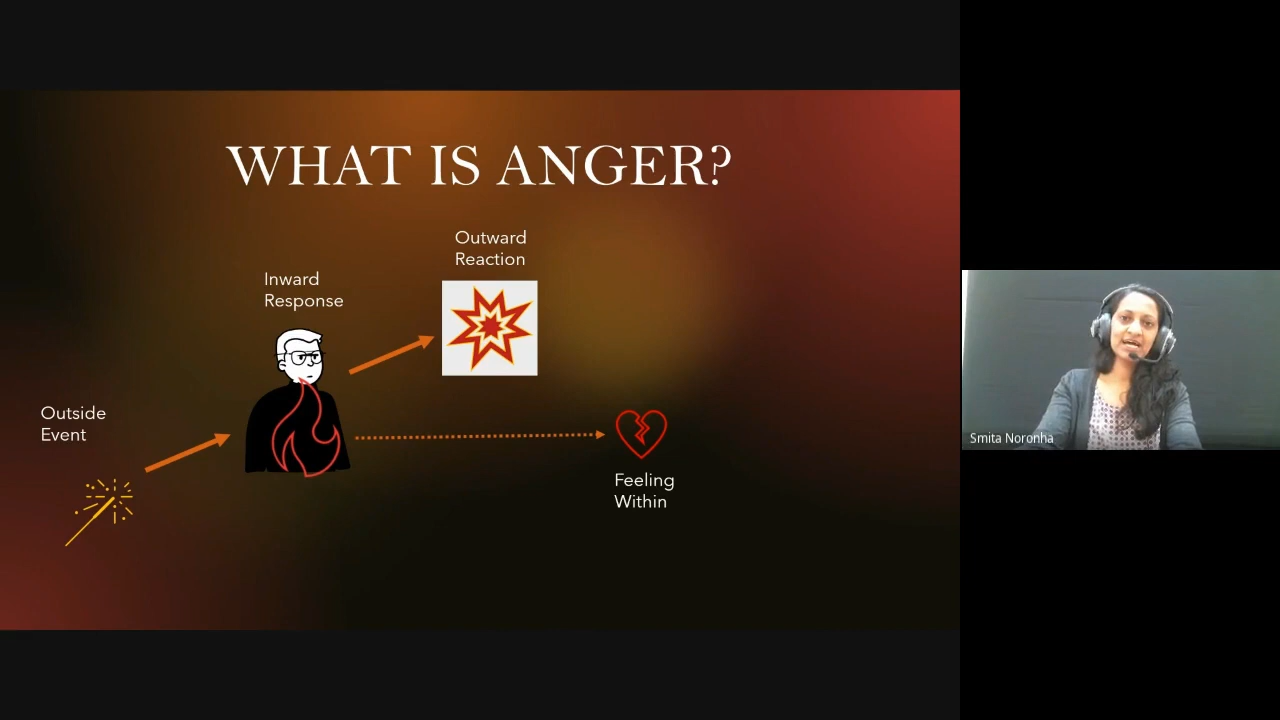 WHAT IS ANGER?
Outward
Reaction
Inward
Response
Outside
Event
Feeling
Within
Smita Noronha